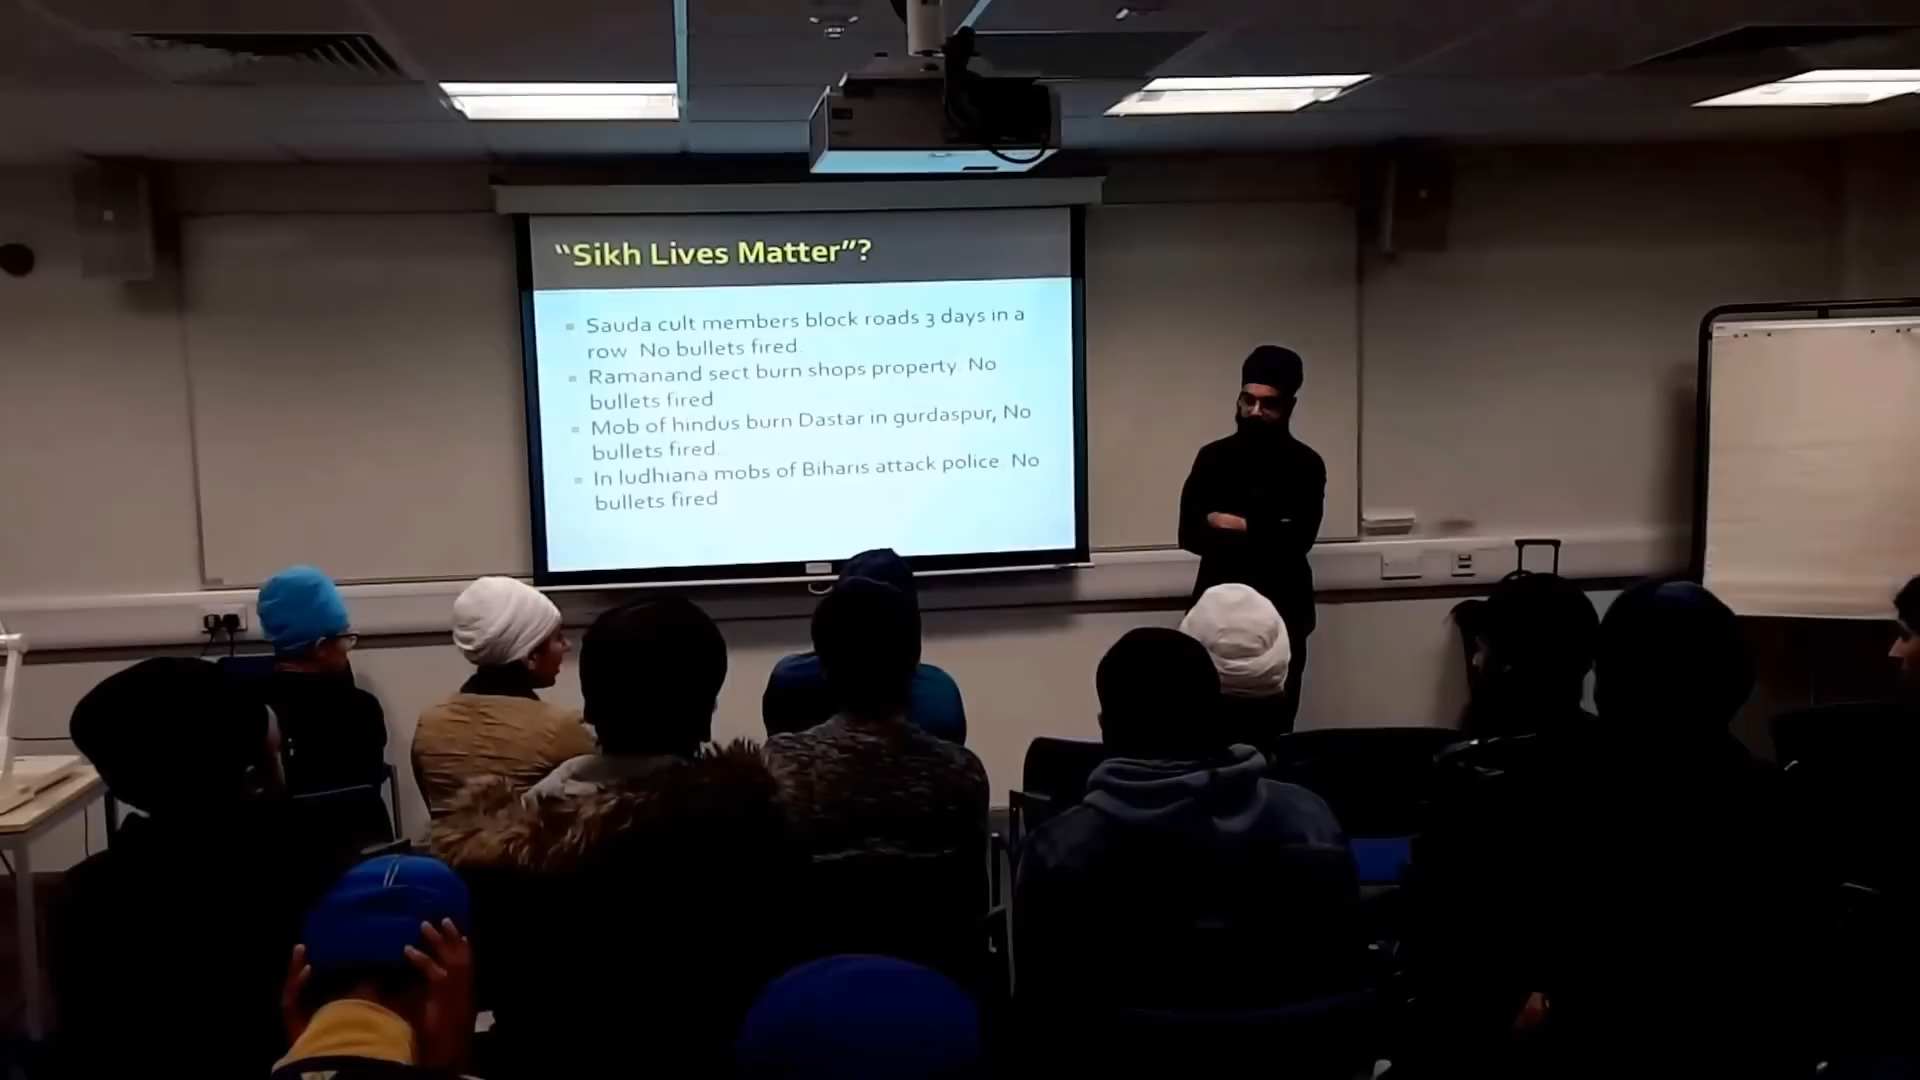 “Sikh Lives Matter”?
Sauda cult members block roads 3 days in a
row No bullets fired.
Ramanand sect burn shops property. No
bullets fired
Mob of hindus burn Dastar in gurdaspur, No
bullets fired.
In ludhiana mobs of Biharis attack police. No
bullets fired